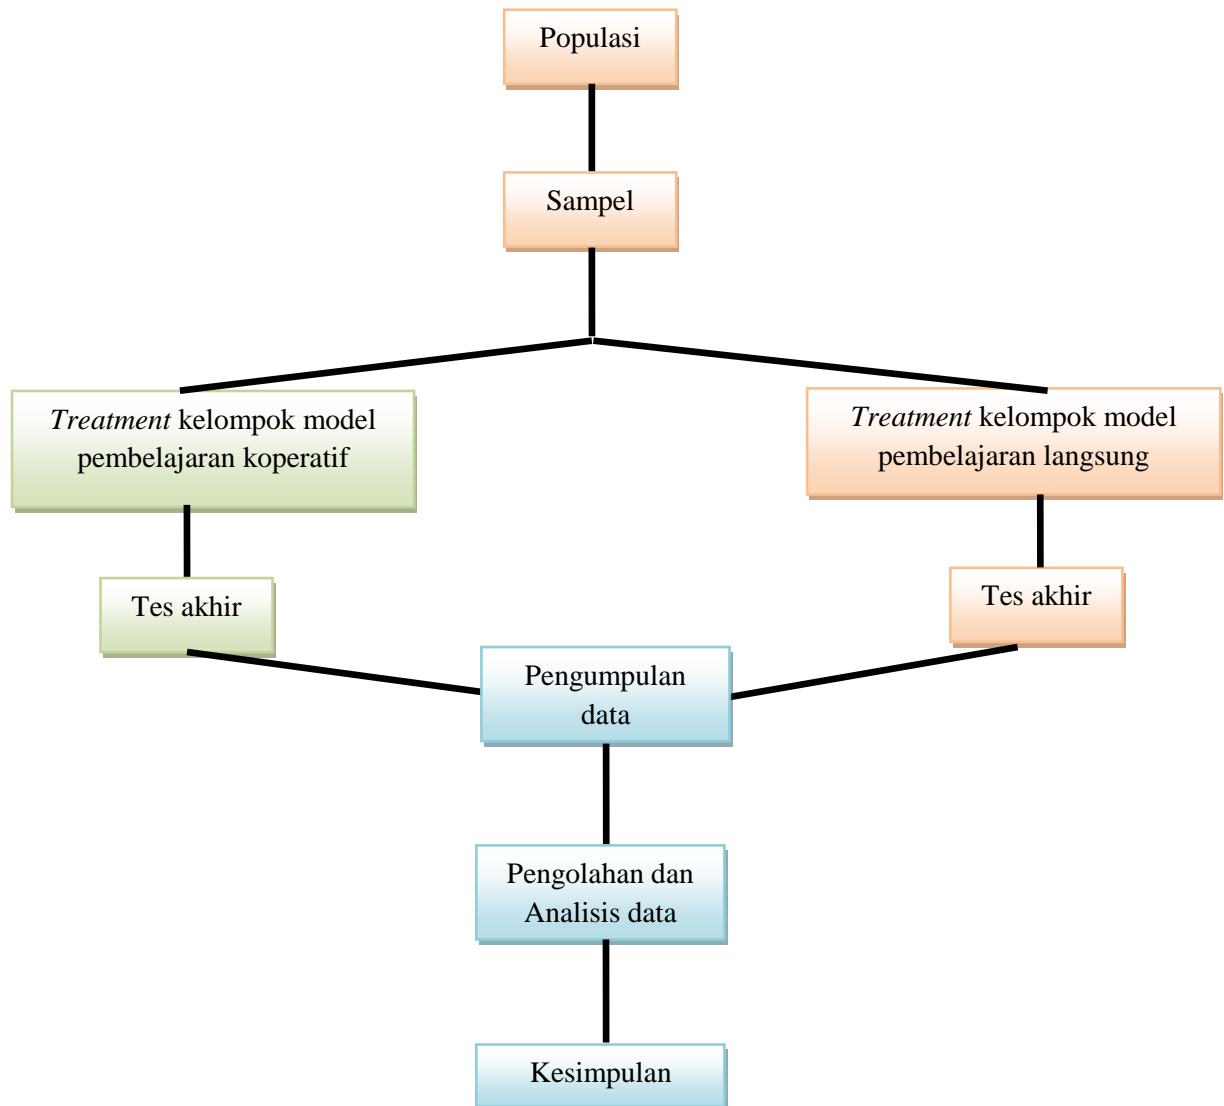 Populasi
Sampel
Treatment kelompok model
pembelajaran koperatif
Treatment kelompok model
pembelajaran langsung
Tes akhir
Tes akhir
Pengumpulan
data
Pengolahan dan
Analisis data
Kesimpulan